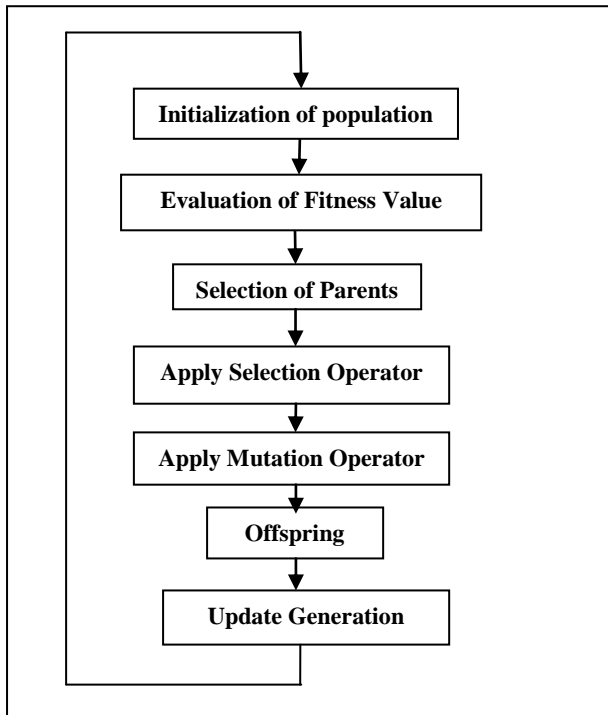 Initialization of population
Evaluation of Fitness Value
Selection of Parents
Apply Selection Operator
Apply Mutation Operator
Offspring
Update Generation